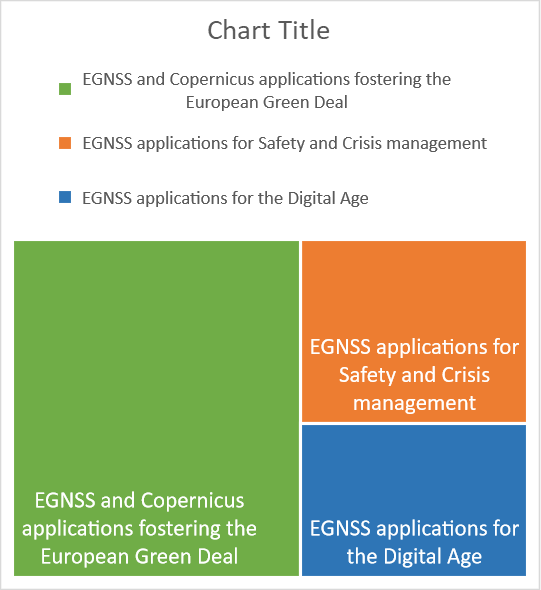 Chart Title
EGNSS and Copernicus applications fostering the
European Green Deal
EGNSS applications for Safety and Crisis management
EGNSS applications for the Digital Age
EGNSS and Copernicus
applications fostering the
European Green Deal
EGNSS applications for
Safety and Crisis
management
EGNSS applications for
the Digital Age